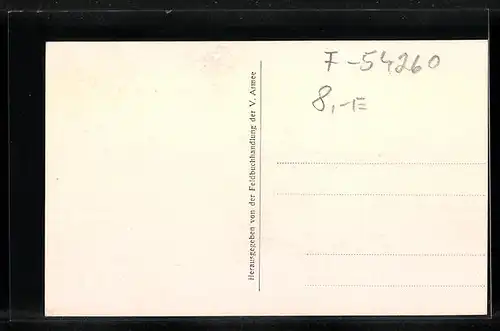 F-54260
8,-E
Herausgegeben von der Feldbuchhandlung der V. Armee